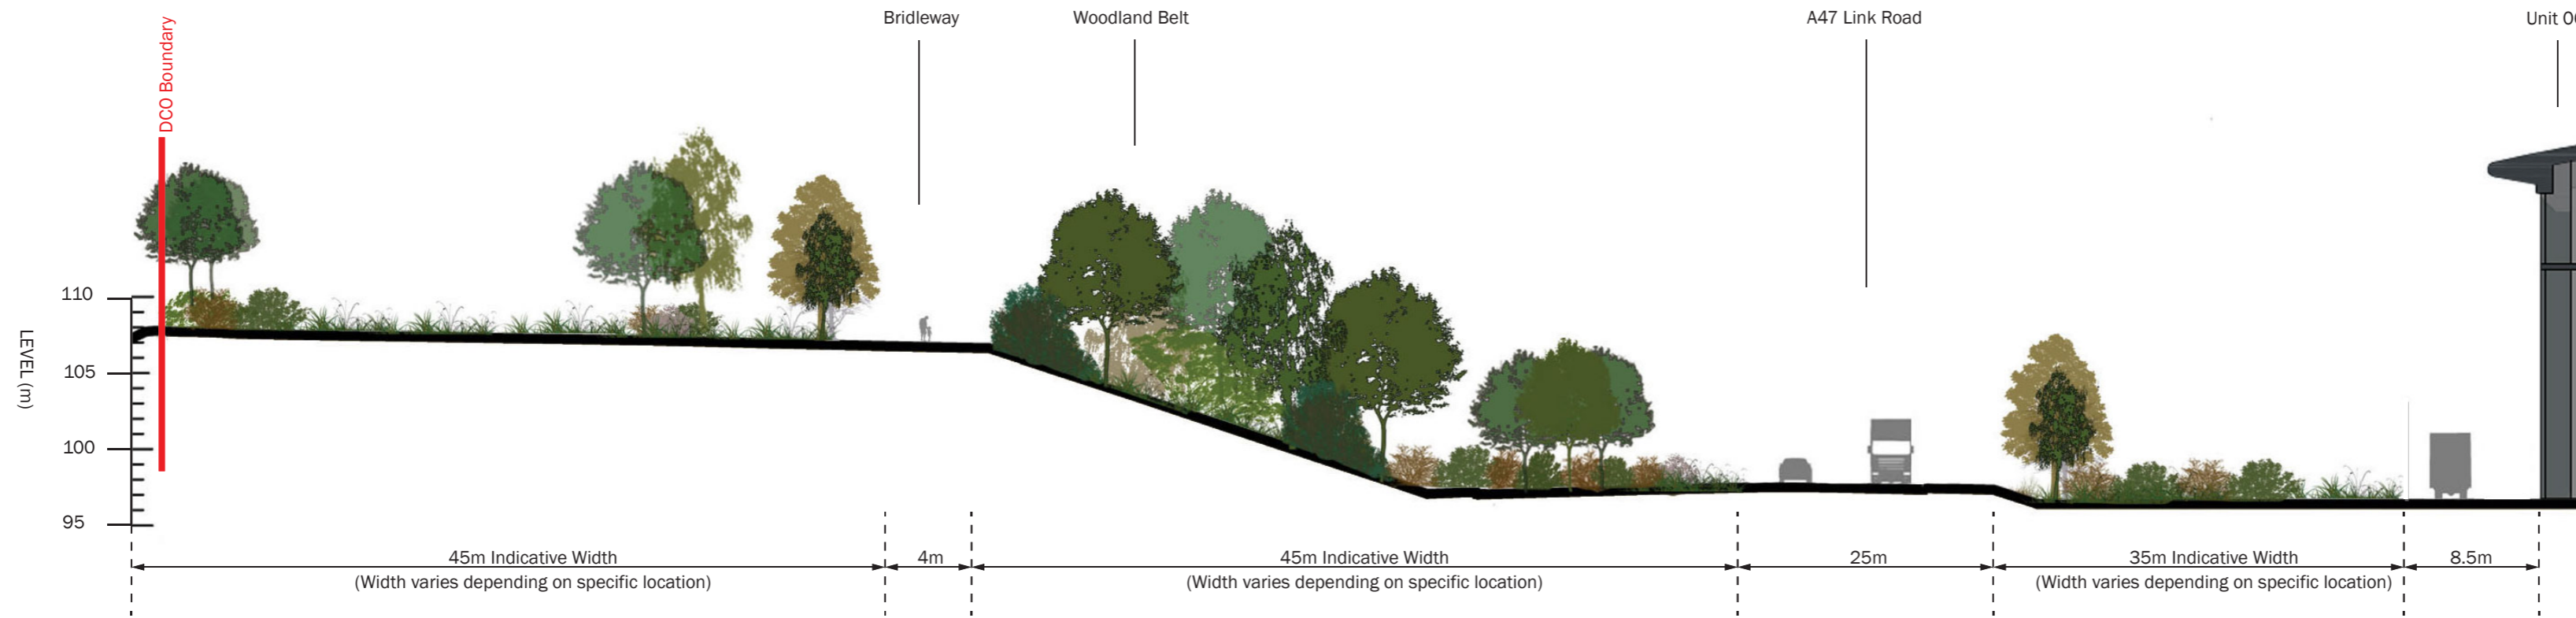 DCO Boundary
Bridleway
Woodland Belt
A47 Link Road
Unit
110
105
100
95
LEVEL (m)
45m Indicative Width
(Width varies depending on specific location)
4m
45m Indicative Width
(Width varies depending on specific location)
25m
35m Indicative Width
(Width varies depending on specific location)
8.5m